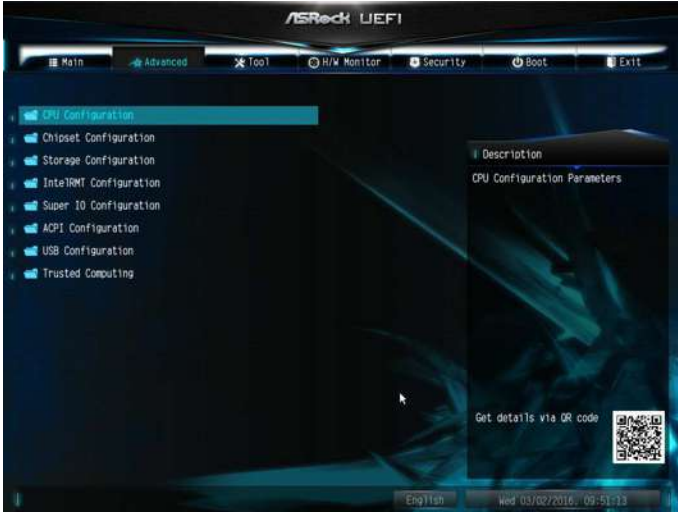 ASRock UEFI
Main Advanced Tool H/W Monitor Security Boot Exit
CPU Configuration
Chipset Configuration
Storage Configuration
IntelRMT Configuration
Super IO Configuration
ACPI Configuration
USB Configuration
Trusted Computing
Description
CPU Configuration Parameters
Get details via QR code
English Wed 03/02/2016. 09:51:13